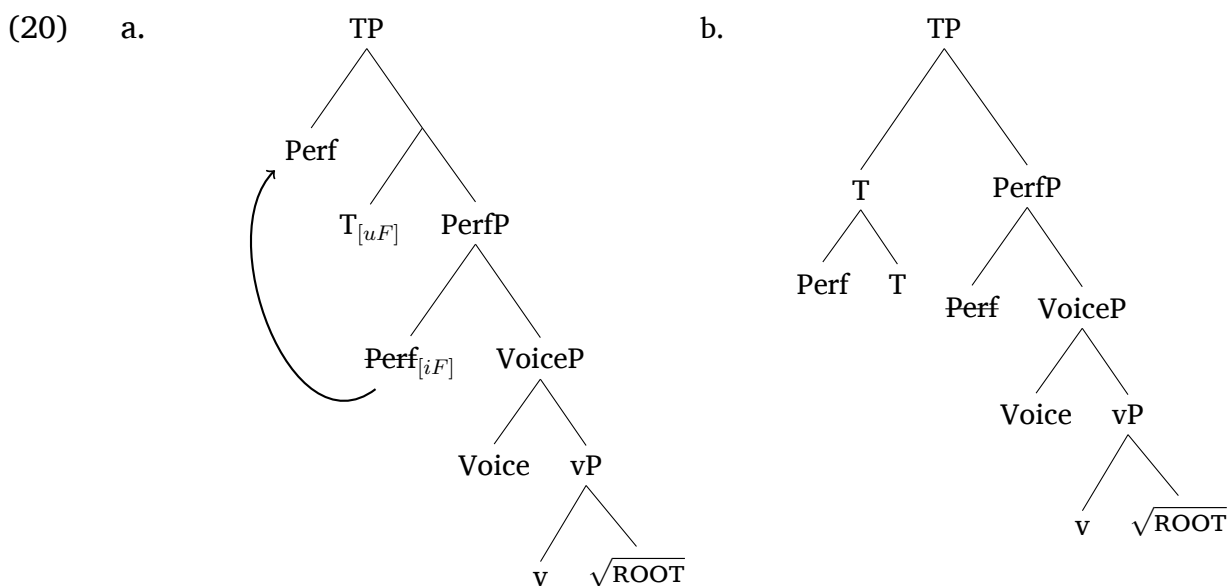 (20) a. TP b. TP
Perf
T PerfP
T[uF] PerfP
Perf T Perf VoiceP
Perf[iF] VoiceP
Voice vP
Voice vP
v √ROOT
v √ROOT